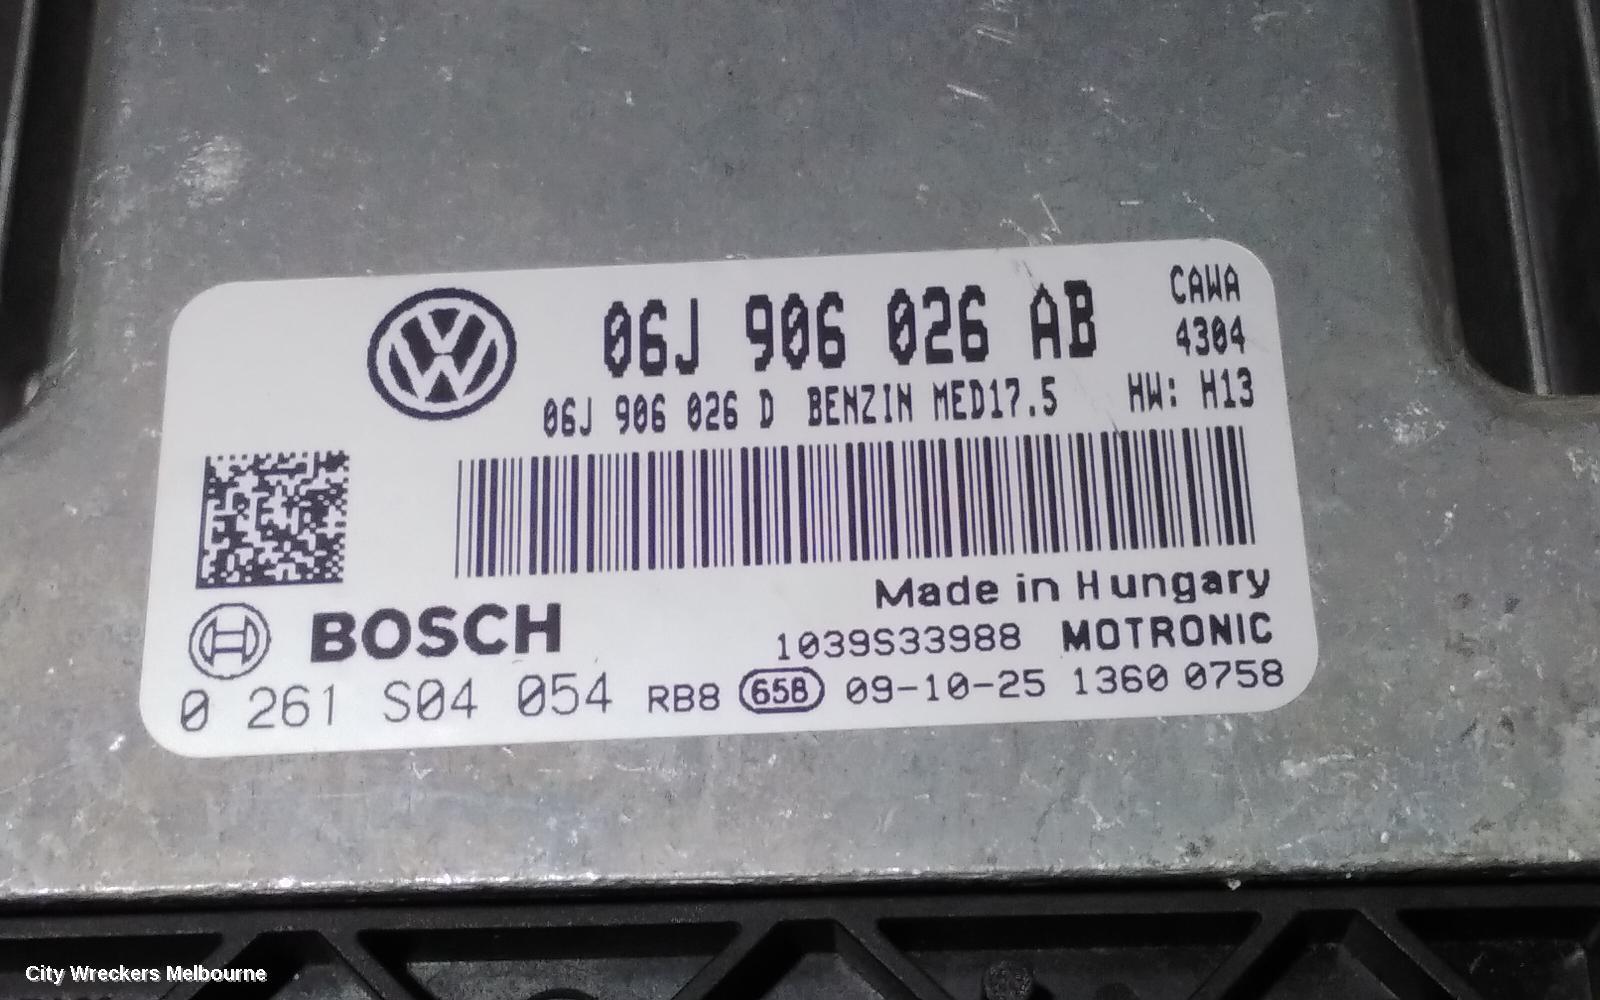 06J 906 026 AB CAWA
4304
06J 906 026 D BENZIN MED17.5 HW: H13
Made in Hungary
BOSCH 1039S33988 MOTRONIC
0 261 S04 054 RB8 658 09-10-25 1360 0758
City Wreckers Melbourne